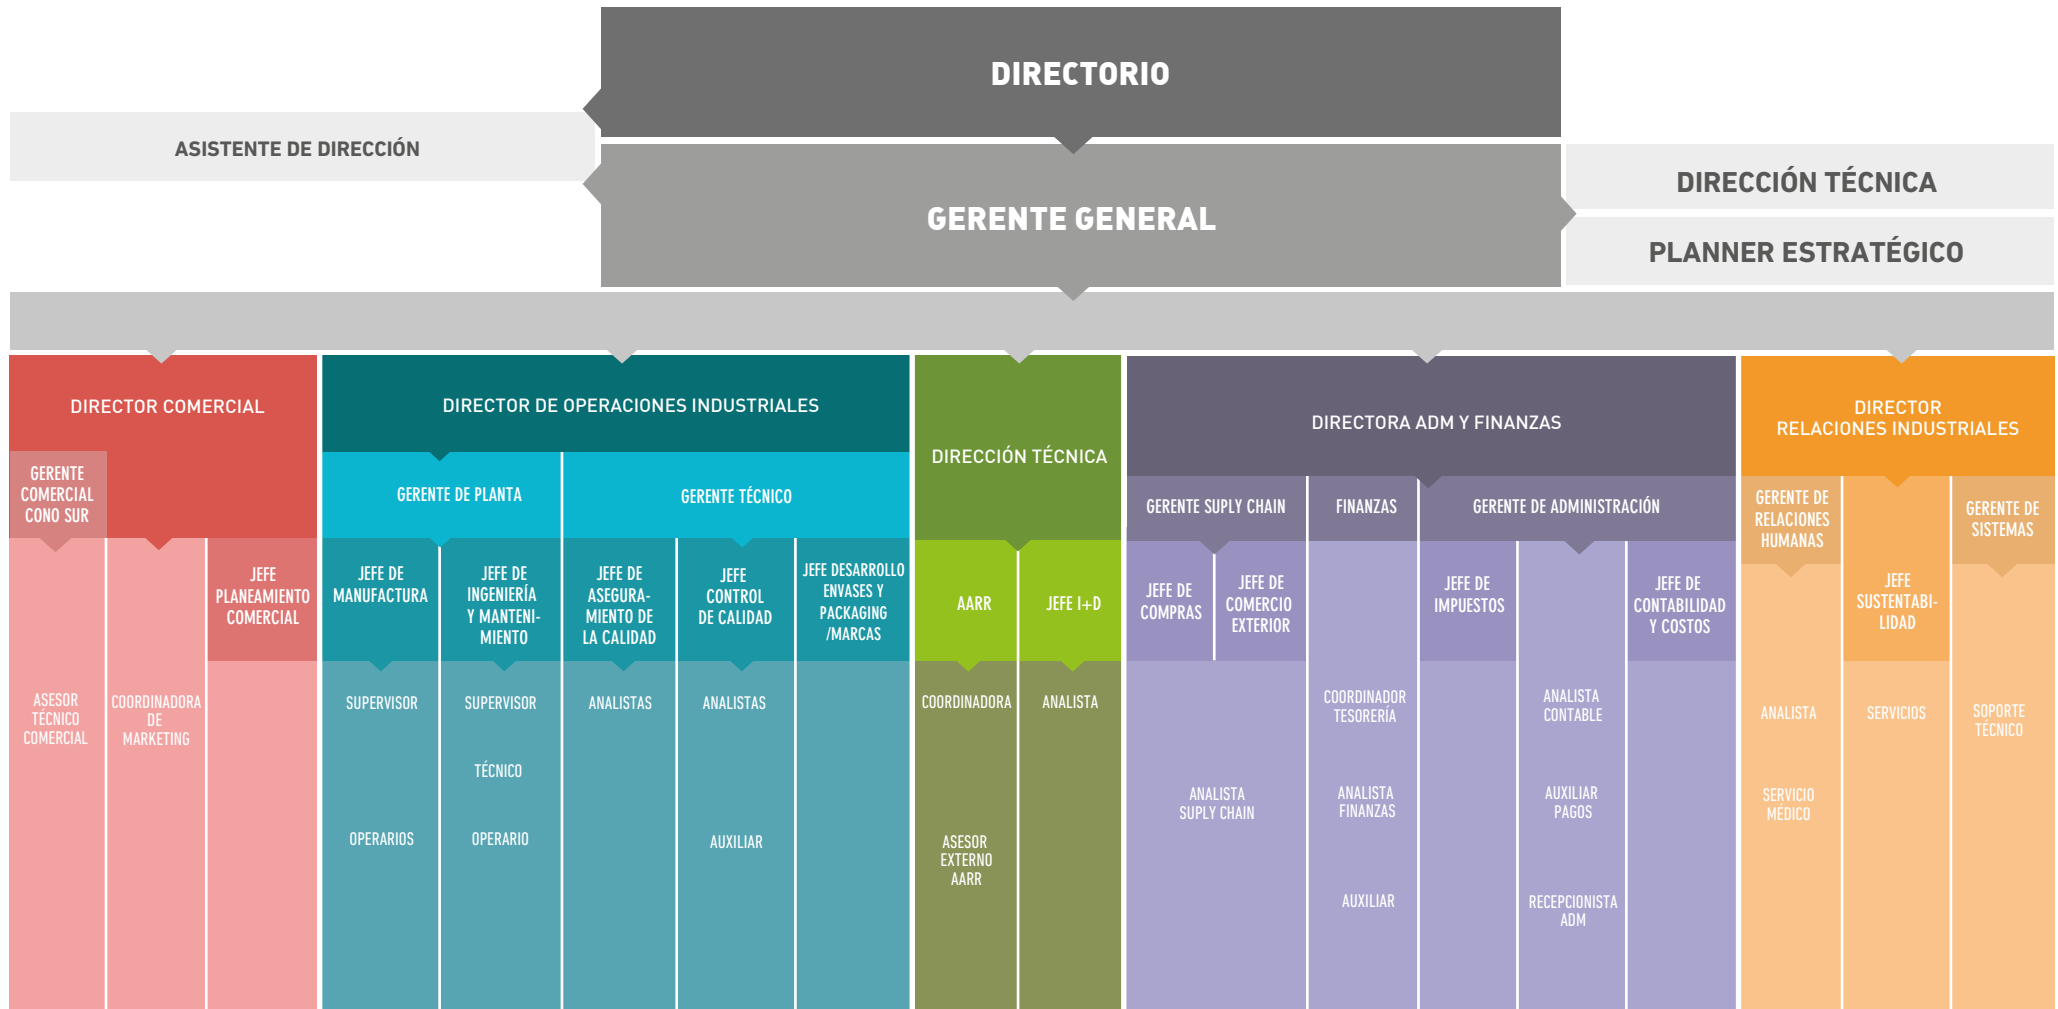 DIRECTORIO
ASISTENTE DE DIRECCIÓN
GERENTE GENERAL
DIRECCIÓN TÉCNICA
PLANNER ESTRATÉGICO
DIRECTOR COMERCIAL
GERENTE
COMERCIAL
CONO SUR
JEFE
PLANEAMIENTO
COMERCIAL
ASESOR
TÉCNICO
COMERCIAL
COORDINADORA
DE
MARKETING
DIRECTOR DE OPERACIONES INDUSTRIALES
GERENTE DE PLANTA
GERENTE TÉCNICO
JEFE DE
MANUFACTURA
JEFE DE
INGENIERÍA
Y MANTENI-
MIENTO
JEFE DE
ASEGURA-
MIENTO DE
LA CALIDAD
JEFE
CONTROL
DE CALIDAD
JEFE DESARROLLO
ENVASES Y
PACKAGING
/MARCAS
SUPERVISOR
OPERARIOS
SUPERVISOR
TÉCNICO
OPERARIO
ANALISTAS
ANALISTAS
AUXILIAR
DIRECCIÓN TÉCNICA
AARR
JEFE I+D
COORDINADORA
ASESOR
EXTERNO
AARR
ANALISTA
DIRECTORA ADM Y FINANZAS
GERENTE SUPLY CHAIN
FINANZAS
GERENTE DE ADMINISTRACIÓN
JEFE DE
COMPRAS
JEFE DE
COMERCIO
EXTERIOR
JEFE DE
IMPUESTOS
JEFE DE
CONTABILIDAD
Y COSTOS
ANALISTA
SUPLY CHAIN
COORDINADOR
TESORERÍA
ANALISTA
FINANZAS
AUXILIAR
ANALISTA
CONTABLE
AUXILIAR
PAGOS
RECEPCIONISTA
ADM
DIRECTOR
RELACIONES INDUSTRIALES
GERENTE DE
RELACIONES
HUMANAS
JEFE
SUSTENTABI-
LIDAD
GERENTE DE
SISTEMAS
ANALISTA
SERVICIO
MÉDICO
SERVICIOS
SOPORTE
TÉCNICO